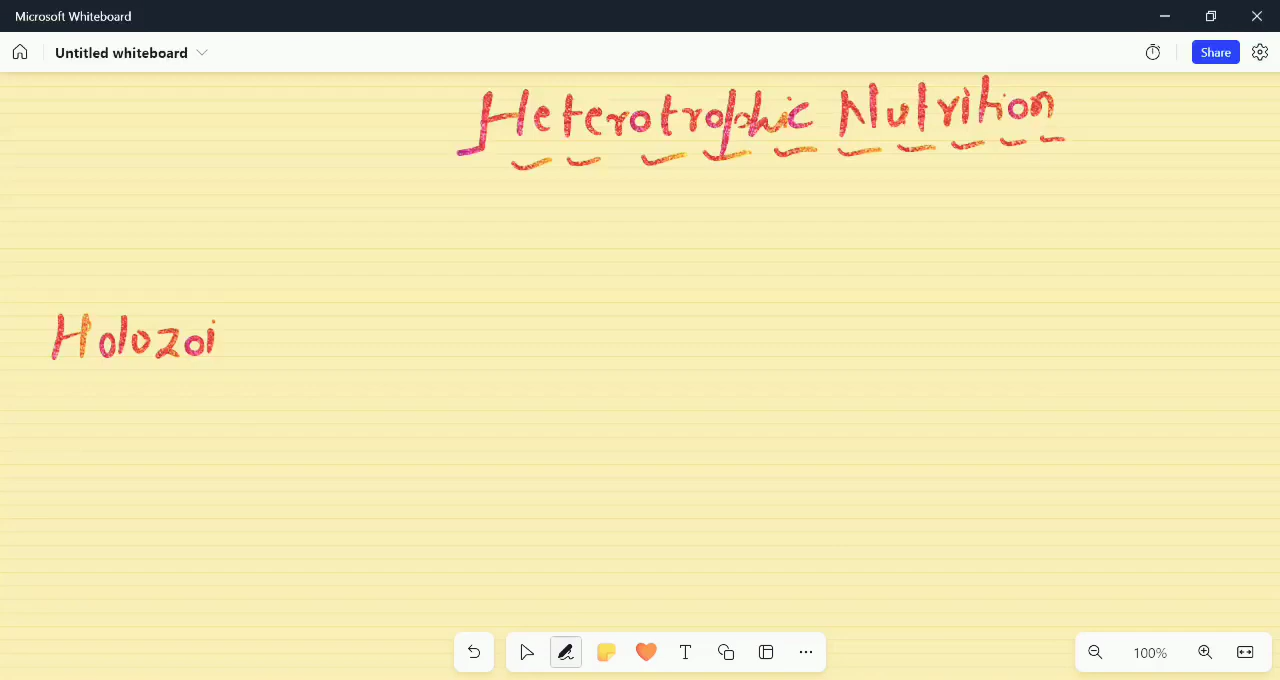 Microsoft Whiteboard
Untitled whiteboard
Share
Heterotrophic Nutrition
Holozoi
100%